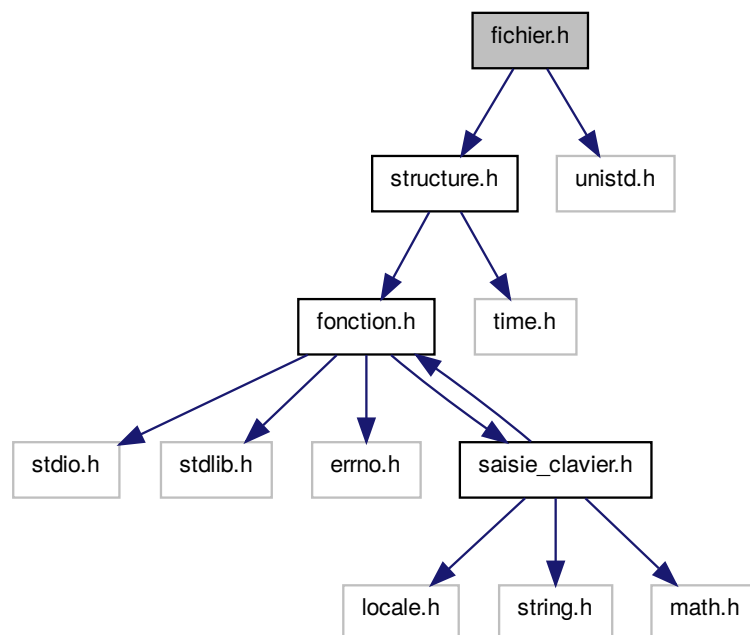 fichier.h
structure.h
unistd.h
fonction.h
time.h
stdio.h
stdlib.h
errno.h
saisie_clavier.h
locale.h
string.h
math.h